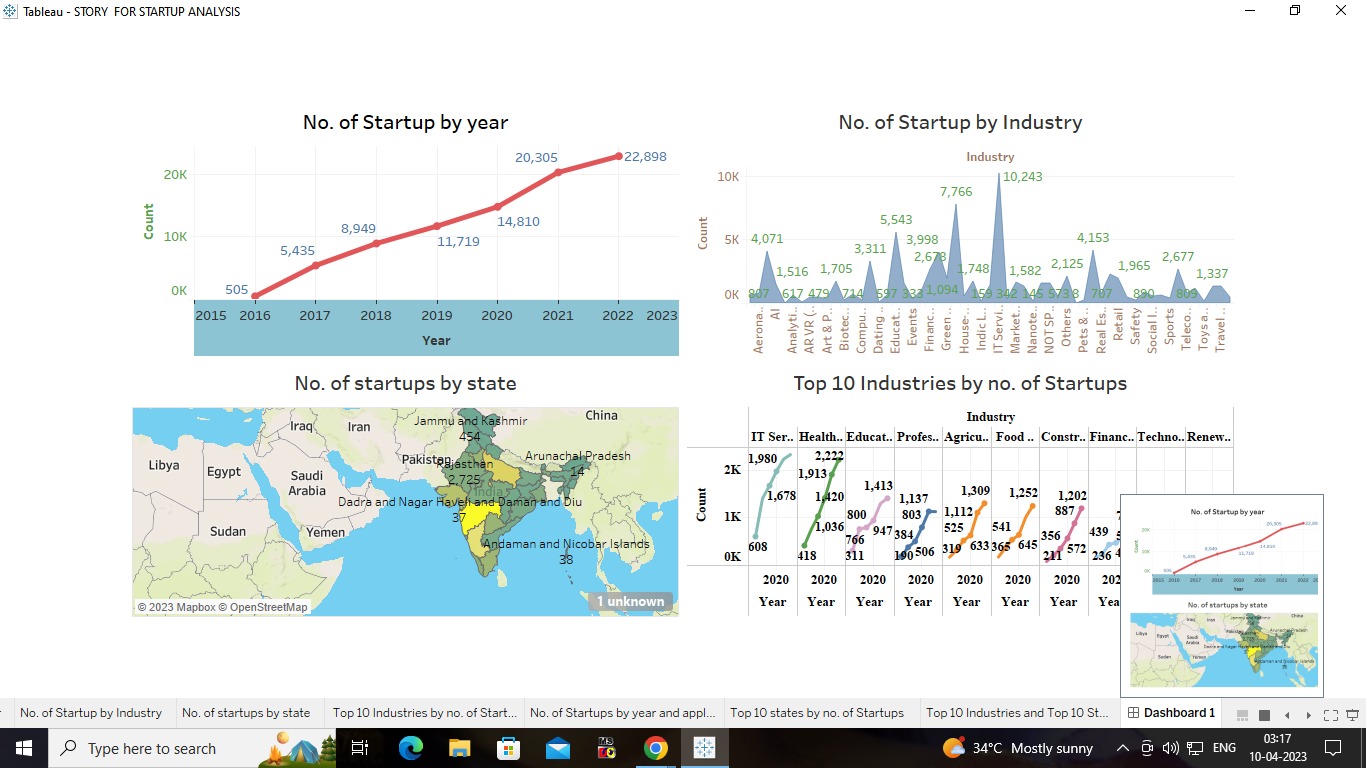 Tableau - STORY FOR STARTUP ANALYSIS
No. of Startup by year
20K
10K
0K
Count
505
5,435
8,949
11,719
14,810
20,305
22,898
2015 2016 2017 2018 2019 2020 2021 2022 2023
Year
No. of Startup by Industry
Industry
10K
5K
0K
Count
10,243
7,766
5,543
4,071 3,998 4,153
3,311 2,673 2,677
1,516 1,705 1,748 1,582 2,125 1,965 1,337
807 617 479 714 597 333 1,094 159 342 145 573 8 707 890 809
Aerona..
AI
Analyti..
AR VR (..
Art & P..
Biotec..
Compu..
Dating ..
Educat..
Events
Financ..
Green ..
House-..
Indic L..
IT Servi..
Market..
Nanote..
NOT SP..
Others
Pets & ..
Real Es..
Retail
Safety
Social I..
Sports
Teleco..
Toys a..
Travel ..
No. of startups by state
China
Jammu and Kashmir
454
Iraq
Iran
Libya
Egypt
Saudi
Arabia
Pakistan
Rajasthan
2,725
Arunachal Pradesh
14
India
Dadra and Nagar Haveli and Daman and Diu
37
Sudan
Yemen
Andaman and Nicobar Islands
38
© 2023 Mapbox © OpenStreetMap
1 unknown
Top 10 Industries by no. of Startups
Industry
IT Ser.. Health.. Educat.. Profes.. Agricu.. Food .. Constr.. Financ.. Techno.. Renew..
2K
1K
0K
Count
1,980
1,678
608
2,222
1,913
1,420
1,036
418
1,413
800
947
766
311
1,137
803
384
190 506
1,309
1,112
525
319 633
1,252
541
365 645
1,202
887
356
211 572
439
236
2020 2020 2020 2020 2020 2020 2020 202
Year Year Year Year Year Year Year Yea
No. of Startup by year
No. of startups by state
No. of Startup by Industry
No. of startups by state
Top 10 Industries by no. of Start...
No. of Startups by year and appl...
Top 10 states by no. of Startups
Top 10 Industries and Top 10 St...
Dashboard 1
Type here to search
34°C Mostly sunny
ENG
03:17
10-04-2023